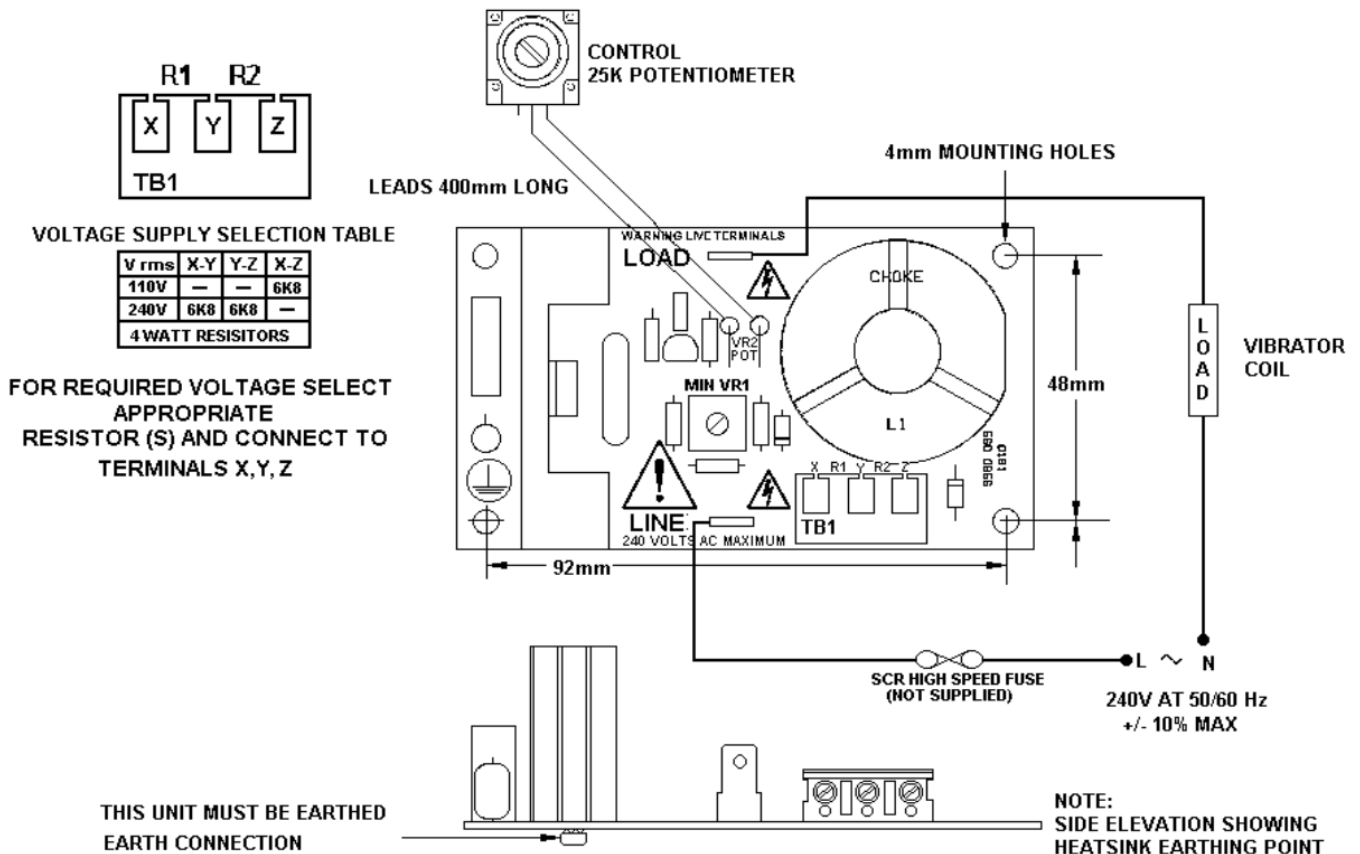 R1 R2
X Y Z
TB1
VOLTAGE SUPPLY SELECTION TABLE
V rms X-Y Y-Z X-Z
110V — — 6K8
240V 6K8 6K8 —
4 WATT RESISITORS
FOR REQUIRED VOLTAGE SELECT
APPROPRIATE
RESISTOR (S) AND CONNECT TO
TERMINALS X,Y, Z
CONTROL
25K POTENTIOMETER
LEADS 400mm LONG
4mm MOUNTING HOLES
WARNING LIVE TERMINALS
LOAD
CHOKE
VR2
POT
MIN VR1
L1
X R1 Y R2 Z
TB1
LINE
240 VOLTS AC MAXIMUM
48mm
92mm
LOAD
VIBRATOR
COIL
SCR HIGH SPEED FUSE
(NOT SUPPLIED)
L ~ N
240V AT 50/60 Hz
+/- 10% MAX
THIS UNIT MUST BE EARTHED
EARTH CONNECTION
NOTE:
SIDE ELEVATION SHOWING
HEATSINK EARTHING POINT